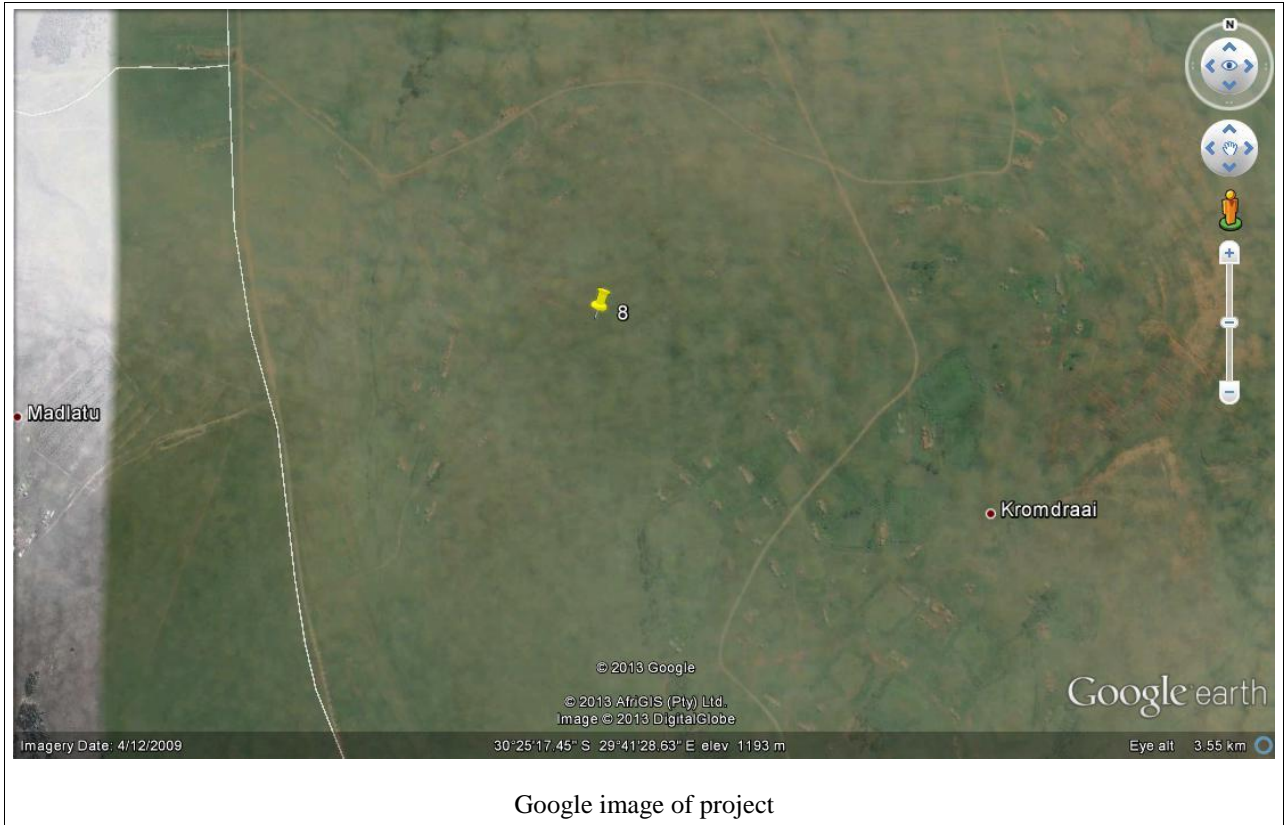 N
8
Madlatu
Kromdraai
© 2013 Google
© 2013 AfriGIS (Pty) Ltd.
Image © 2013 DigitalGlobe
Google earth
Imagery Date: 4/12/2009
30°25'17.45" S 29°41'28.63" E elev 1193 m
Eye alt 3.55 km
Google image of project